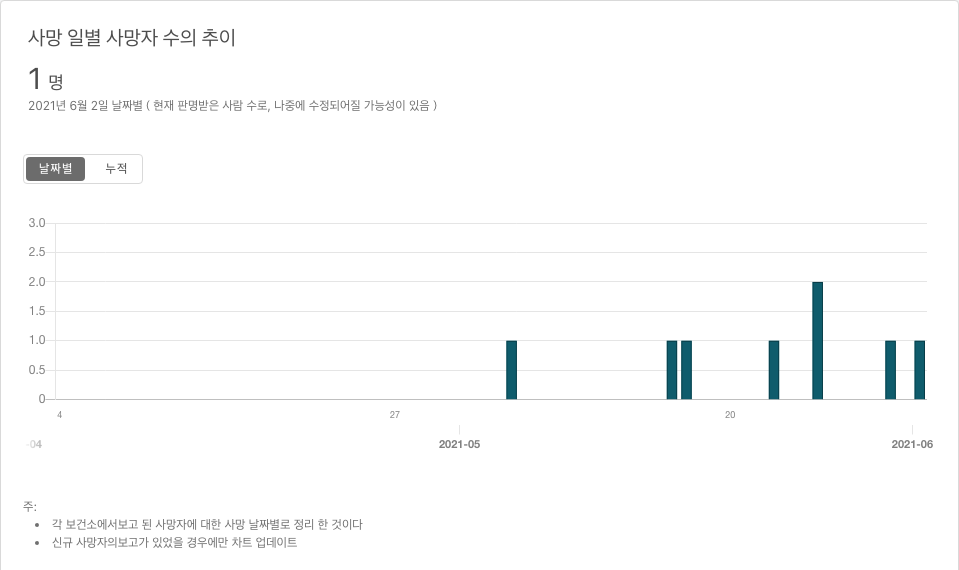 사망 일별 사망자 수의 추이
1 명
2021년 6월 2일 날짜별 ( 현재 판명받은 사람 수로, 나중에 수정되어질 가능성이 있음 )
날짜별 누적
3.0
2.5
2.0
1.5
1.0
0.5
0
4 27 20
-04 2021-05 2021-06
주:
• 각 보건소에서보고 된 사망자에 대한 사망 날짜별로 정리 한 것이다
• 신규 사망자의보고가 있었을 경우에만 차트 업데이트